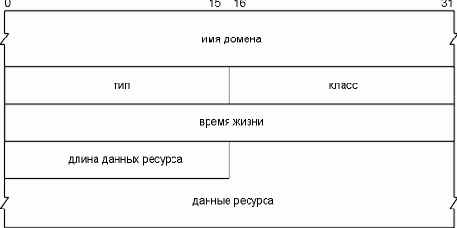 0 15 16 31
имя домена
тип класс
время жизни
длина данных ресурса
данные ресурса